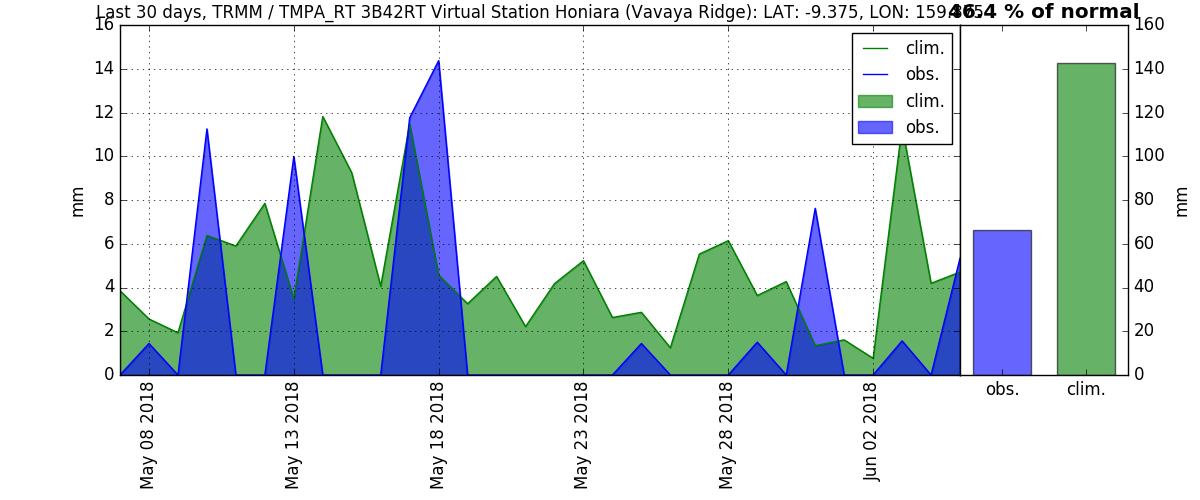 Last 30 days, TRMM / TMPA_RT 3B42RT Virtual Station Honiara (Vavaya Ridge): LAT: -9.375, LON:
46.4 % of normal
16
14
12
10
8
6
4
2
0
mm
clim.
obs.
clim.
obs.
160
140
120
100
80
60
40
20
0
mm
obs.
clim.
May 08 2018
May 13 2018
May 18 2018
May 23 2018
May 28 2018
Jun 02 2018